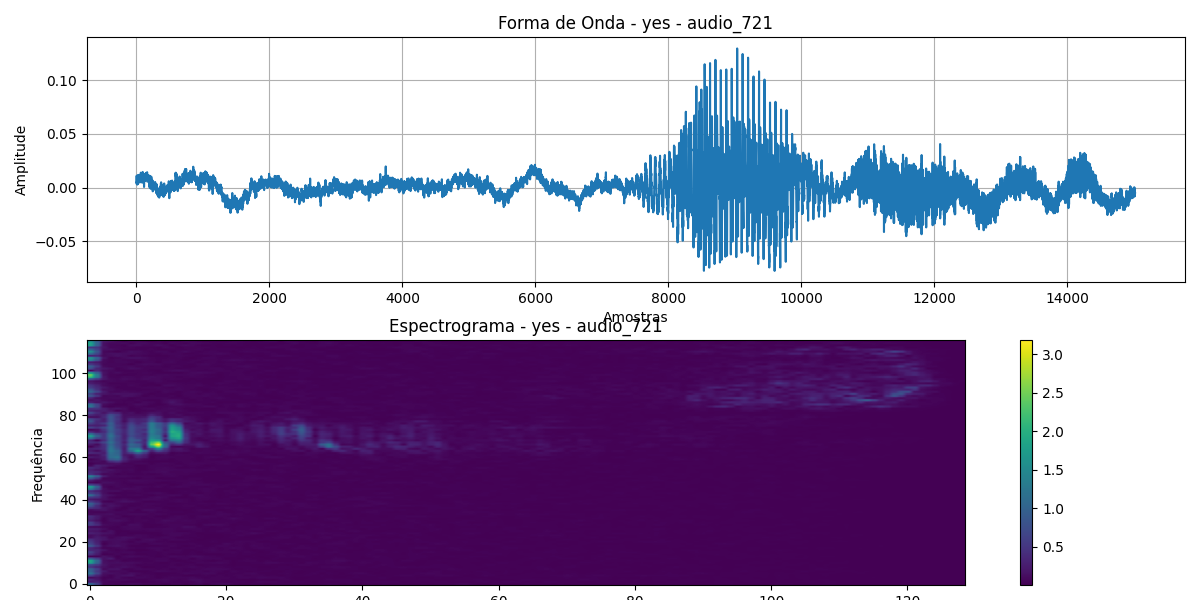 Forma de Onda - yes - audio_721
Amplitude
0.10
0.05
0.00
−0.05
0 2000 4000 6000 8000 10000 12000 14000
Amostras
Espectrograma - yes - audio_721
Frequência
100
80
60
40
20
0
0 20 40 60 80 100 120
3.0
2.5
2.0
1.5
1.0
0.5